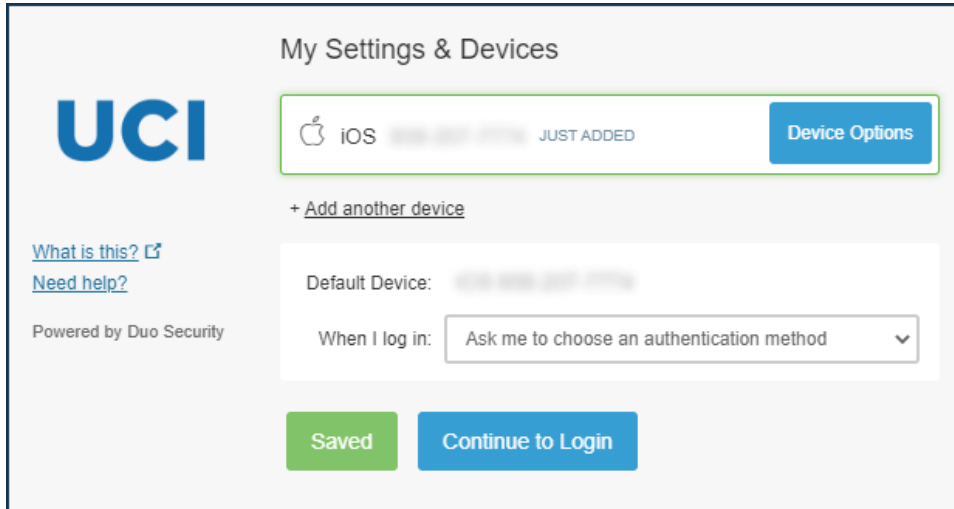 My Settings & Devices
UCI
iOS JUST ADDED
Device Options
+ Add another device
What is this?
Need help?
Powered by Duo Security
Default Device:
When I log in: Ask me to choose an authentication method
Saved
Continue to Login